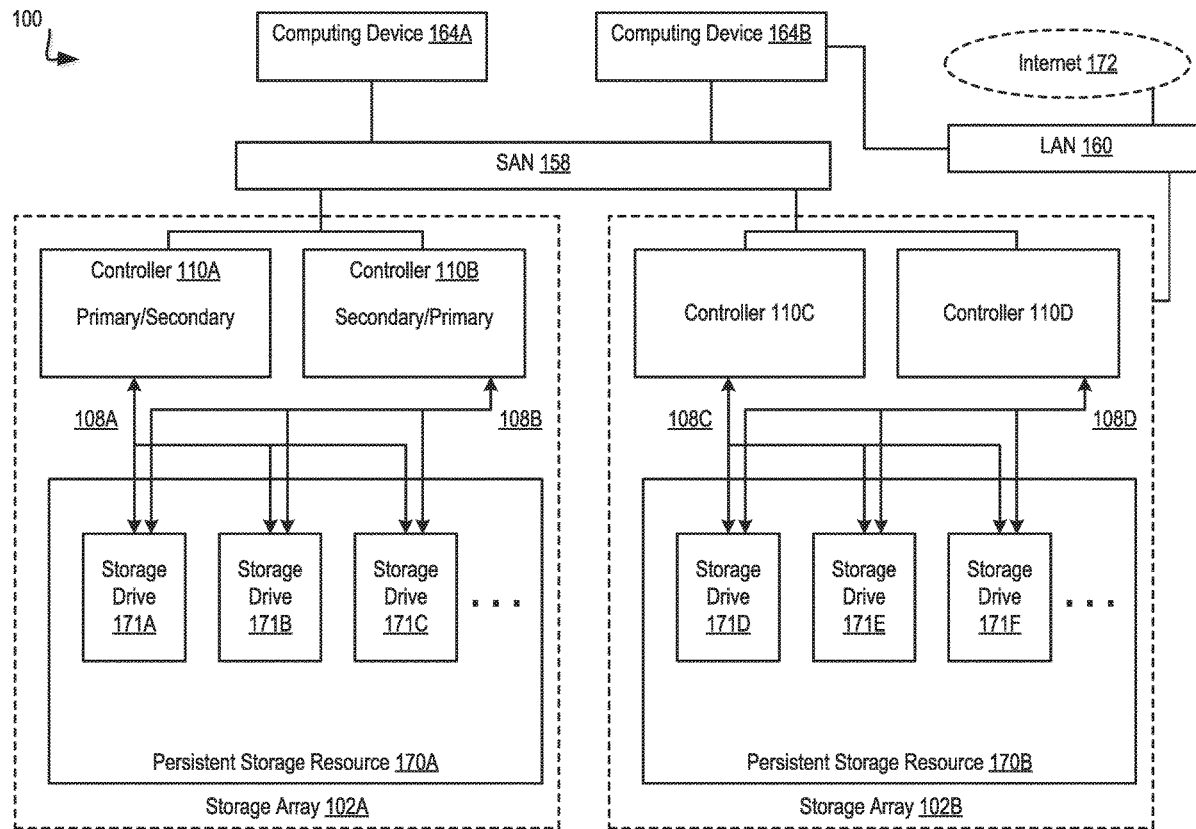 100
Computing Device 164A
Computing Device 164B
Internet 172
LAN 160
SAN 158
Controller 110A
Primary/Secondary
Controller 110B
Secondary/Primary
Controller 110C
Controller 110D
108A
108B
108C
108D
Storage
Drive
171A
Storage
Drive
171B
Storage
Drive
171C
. . .
Storage
Drive
171D
Storage
Drive
171E
Storage
Drive
171F
. . .
Persistent Storage Resource 170A
Persistent Storage Resource 170B
Storage Array 102A
Storage Array 102B